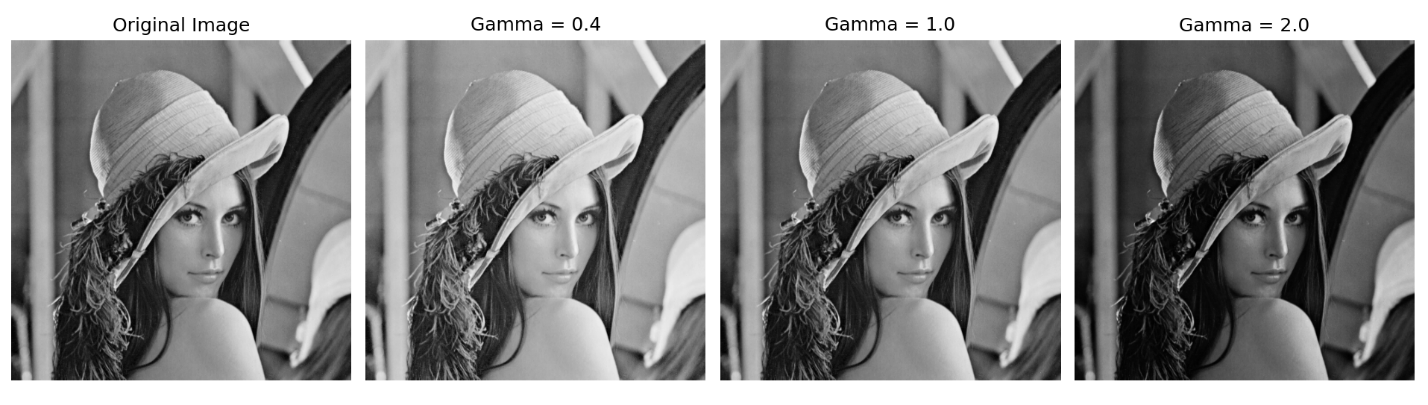 Original Image
Gamma = 0.4
Gamma = 1.0
Gamma = 2.0